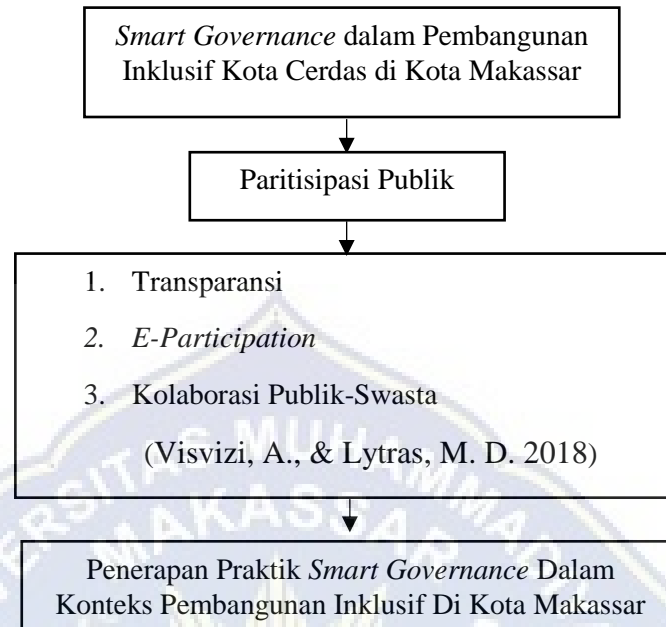 Smart Governance dalam Pembangunan
Inklusif Kota Cerdas di Kota Makassar
Paritisipasi Publik
1. Transparansi
2. E-Participation
3. Kolaborasi Publik-Swasta
(Visvizi, A., & Lytras, M. D. 2018)
Penerapan Praktik Smart Governance Dalam
Konteks Pembangunan Inklusif Di Kota Makassar